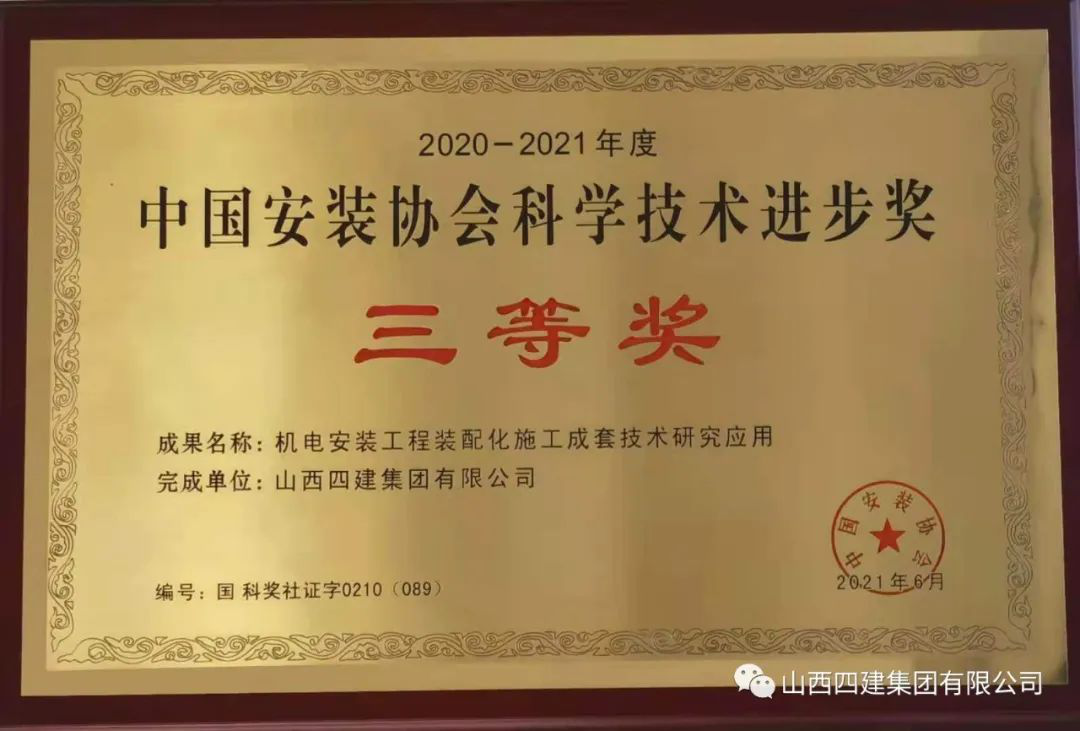 2020－2021年度
中国安装协会科学技术进步奖
三等奖
成果名称：机电安装工程装配化施工成套技术研究应用
完成单位：山西四建集团有限公司
中国安装协会
2021年6月
编号：国 科奖社证字0210（089）
山西四建集团有限公司